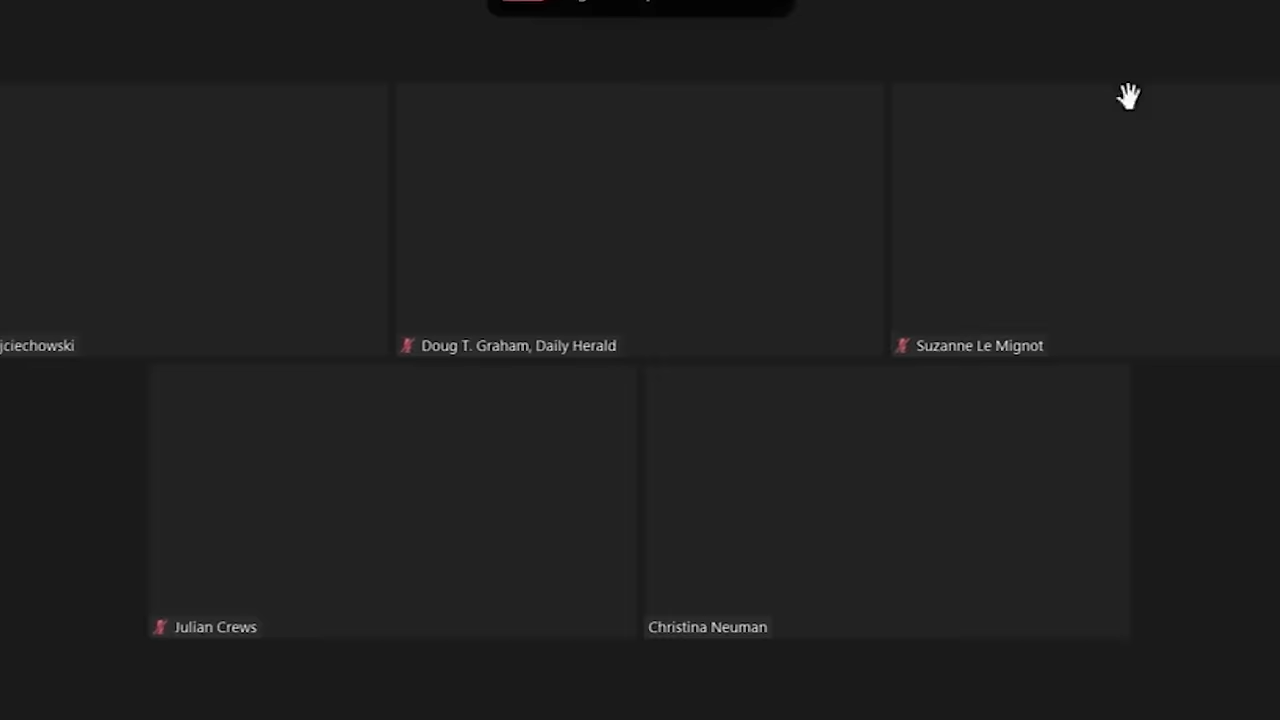 jciechowski
Doug T. Graham, Daily Herald
Suzanne Le Mignot
Julian Crews
Christina Neuman